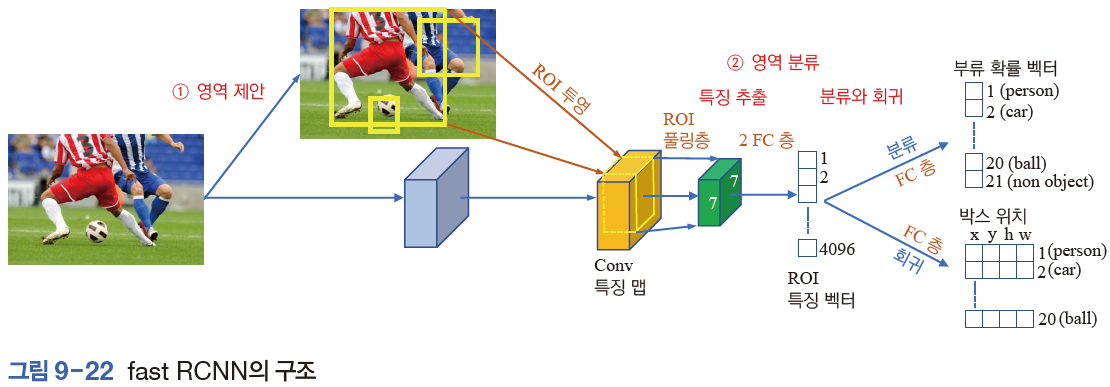 ① 영역 제안
ROI 투영
② 영역 분류
특징 추출
분류와 회귀
ROI
풀링층
2 FC 층
3
3
7
7
Conv
특징 맵
1
2
4096
ROI
특징 벡터
분류
FC 층
FC 층
회귀
부류 확률 벡터
1 (person)
2 (car)
20 (ball)
21 (non object)
박스 위치
x y h w
1 (person)
2 (car)
20 (ball)
그림 9-22 fast RCNN의 구조